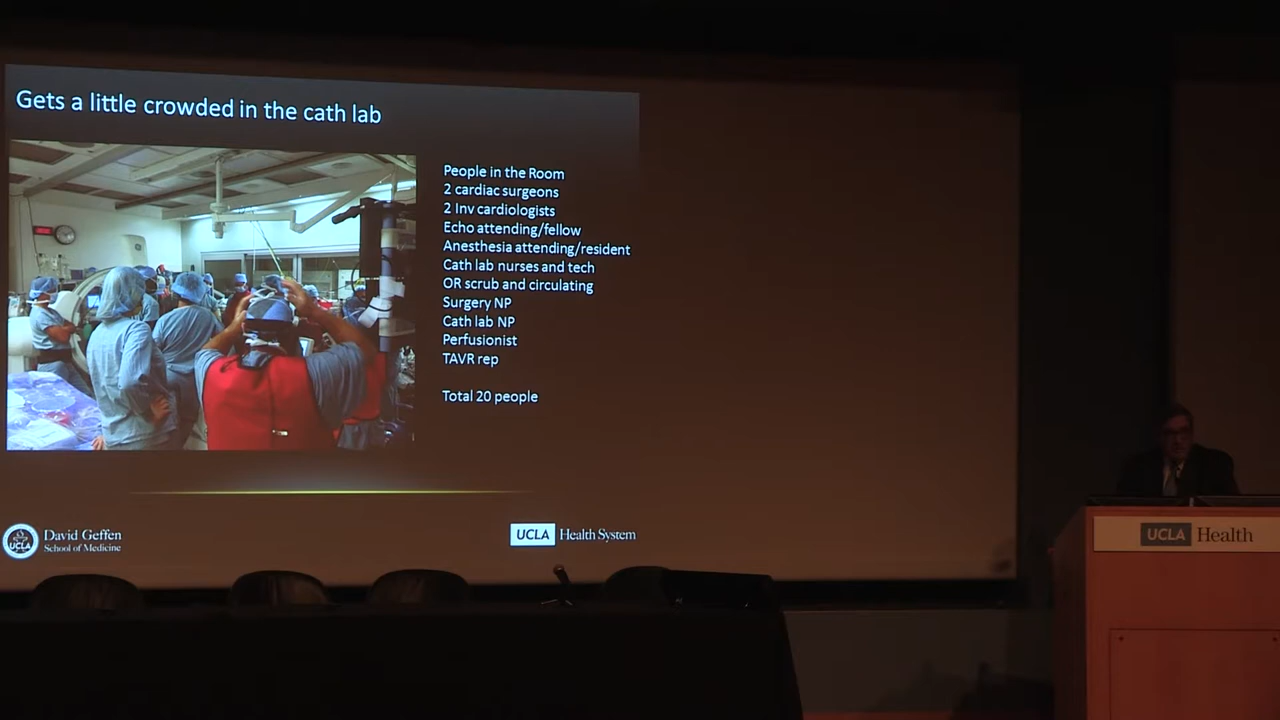 Gets a little crowded in the cath lab
People in the Room
2 cardiac surgeons
2 Inv cardiologists
Echo attending/fellow
Anesthesia attending/resident
Cath lab nurses and tech
OR scrub and circulating
Surgery NP
Cath lab NP
Perfusionist
TAVR rep
Total 20 people
UCLA
David Geffen
School of Medicine
UCLA Health System
UCLA Health